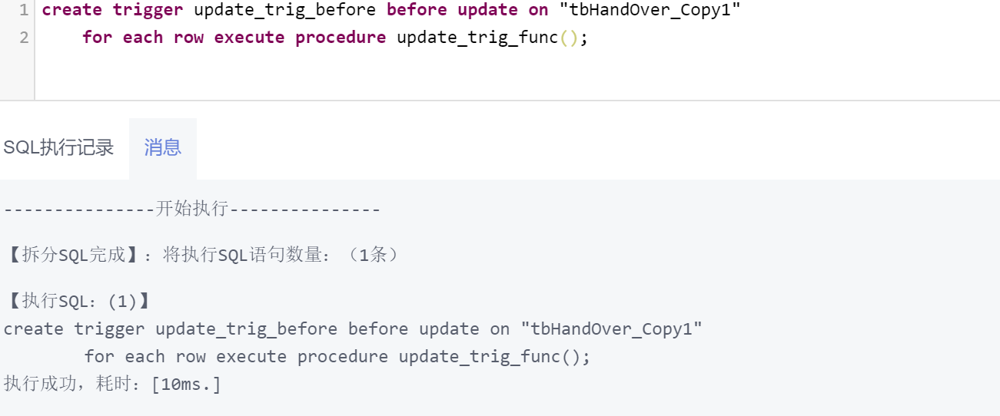 1 create trigger update_trig_before before update on "tbHandOver_Copy1"
2 for each row execute procedure update_trig_func();
SQL执行记录 消息
---------------开始执行---------------
【拆分SQL完成】：将执行SQL语句数量：（1条）
【执行SQL：(1)】
create trigger update_trig_before before update on "tbHandOver_Copy1"
for each row execute procedure update_trig_func();
执行成功，耗时：[10ms.]